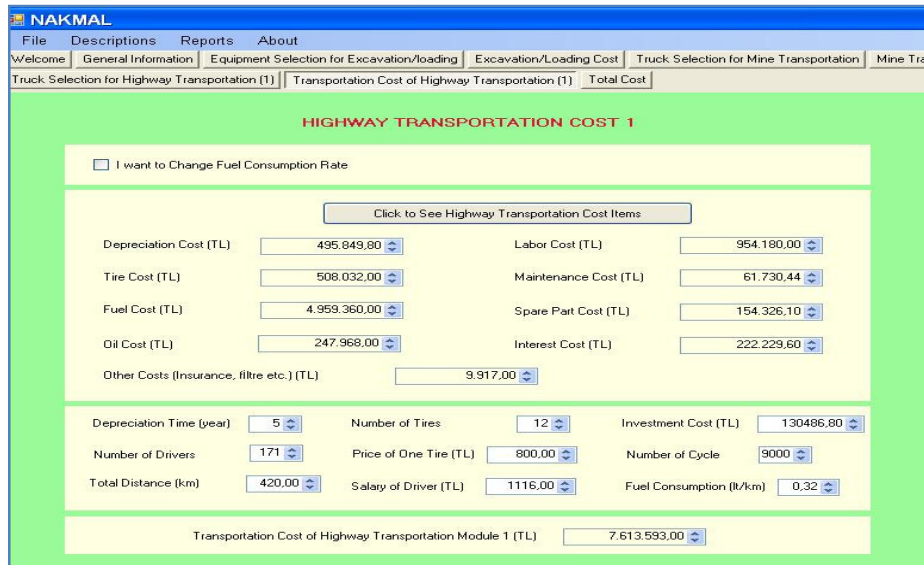 NAKMAL
File Descriptions Reports About
Welcome General Information Equipment Selection for Excavation/loading Excavation/Loading Cost Truck Selection for Mine Transportation Mine Tra
Truck Selection for Highway Transportation (1) Transportation Cost of Highway Transportation (1) Total Cost
HIGHWAY TRANSPORTATION COST 1
I want to Change Fuel Consumption Rate
Click to See Highway Transportation Cost Items
Depreciation Cost (TL) 495.849,80 Labor Cost (TL) 954.180,00
Tire Cost (TL) 508.032,00 Maintenance Cost (TL) 61.730,44
Fuel Cost (TL) 4.959.360,00 Spare Part Cost (TL) 154.326,10
Oil Cost (TL) 247.968,00 Interest Cost (TL) 222.229,60
Other Costs (Insurance, filtre etc.) (TL) 9.917,00
Depreciation Time (year) 5 Number of Tires 12 Investment Cost (TL) 130486,80
Number of Drivers 171 Price of One Tire (TL) 800,00 Number of Cycle 9000
Total Distance (km) 420,00 Salary of Driver (TL) 1116,00 Fuel Consumption (lt/km) 0,32
Transportation Cost of Highway Transportation Module 1 (TL) 7.613.593,00